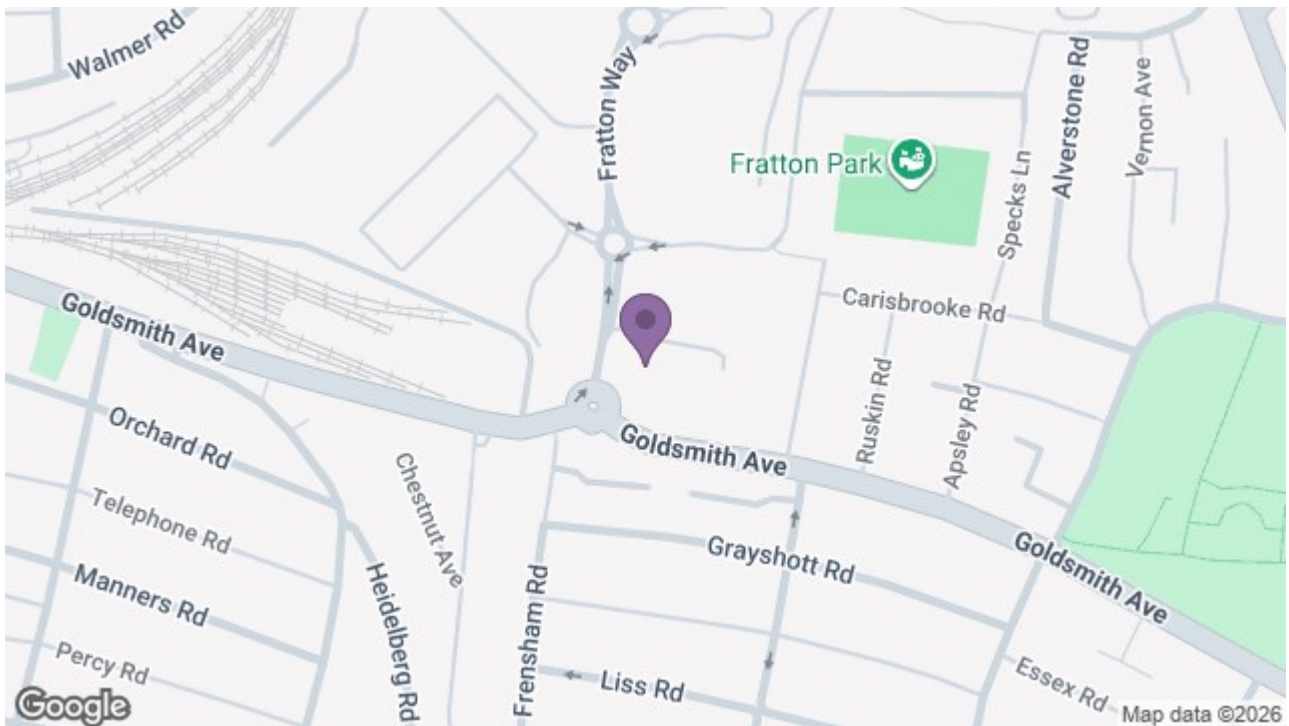 Walmer Rd
Fratton Way
Fratton Park
Specks Ln
Alverstone Rd
Vernon Ave
Goldsmith Ave
Carisbrooke Rd
Ruskin Rd
Apsley Rd
Orchard Rd
Telephone Rd
Manners Rd
Percy Rd
Chestnut Ave
Heidelberg Rd
Frensham Rd
Goldsmith Ave
Grayshott Rd
Liss Rd
Goldsmith Ave
Essex Rd
Google
Map data ©2026